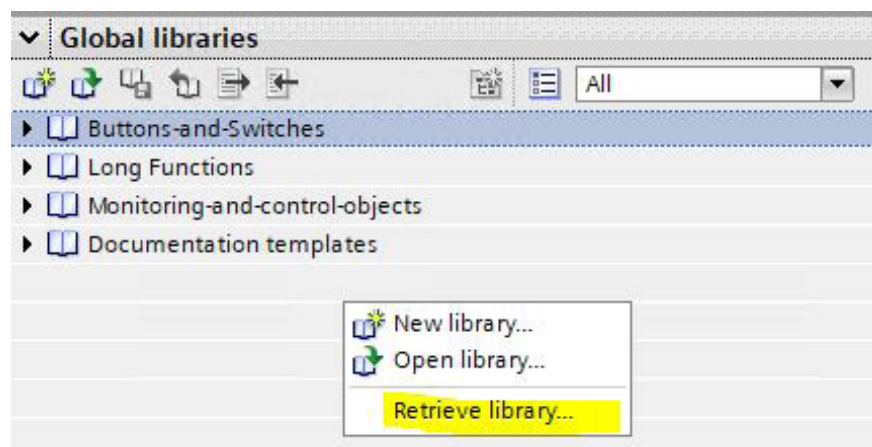 Global libraries
All
Buttons-and-Switches
Long Functions
Monitoring-and-control-objects
Documentation templates
New library...
Open library...
Retrieve library...